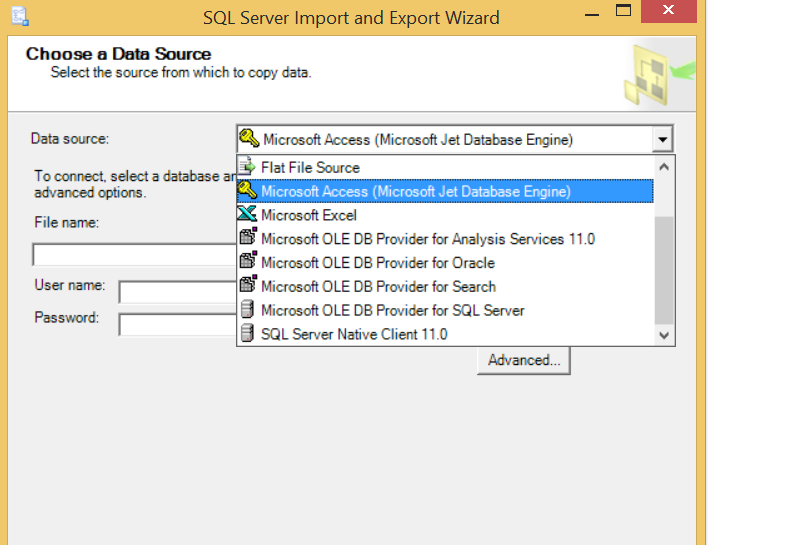 SQL Server Import and Export Wizard
Choose a Data Source
Select the source from which to copy data.
Data source:
Microsoft Access (Microsoft Jet Database Engine)
Flat File Source
To connect, select a database
Microsoft Access (Microsoft Jet Database Engine)
advanced options.
Microsoft Excel
File name:
Microsoft OLE DB Provider for Analysis Services 11.0
Microsoft OLE DB Provider for Oracle
User name:
Microsoft OLE DB Provider for Search
Password:
Microsoft OLE DB Provider for SQL Server
SQL Server Native Client 11.0
Advanced...